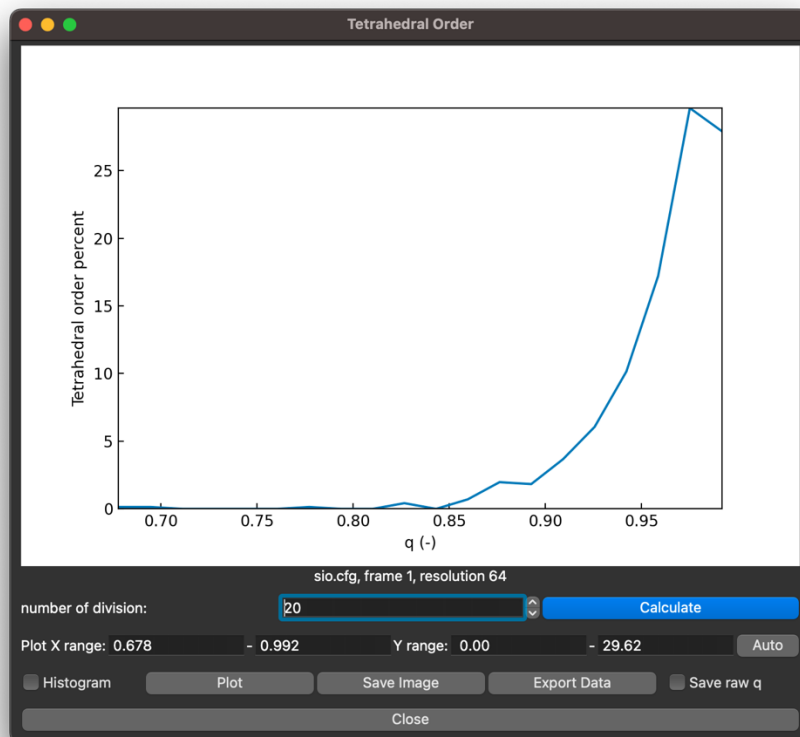 Tetrahedral Order
25
20
15
10
5
0
Tetrahedral order percent
0.70 0.75 0.80 0.85 0.90 0.95
q (-)
sio.cfg, frame 1, resolution 64
number of division: 20 Calculate
Plot X range: 0.678 - 0.992 Y range: 0.00 - 29.62 Auto
Histogram Plot Save Image Export Data Save raw q
Close